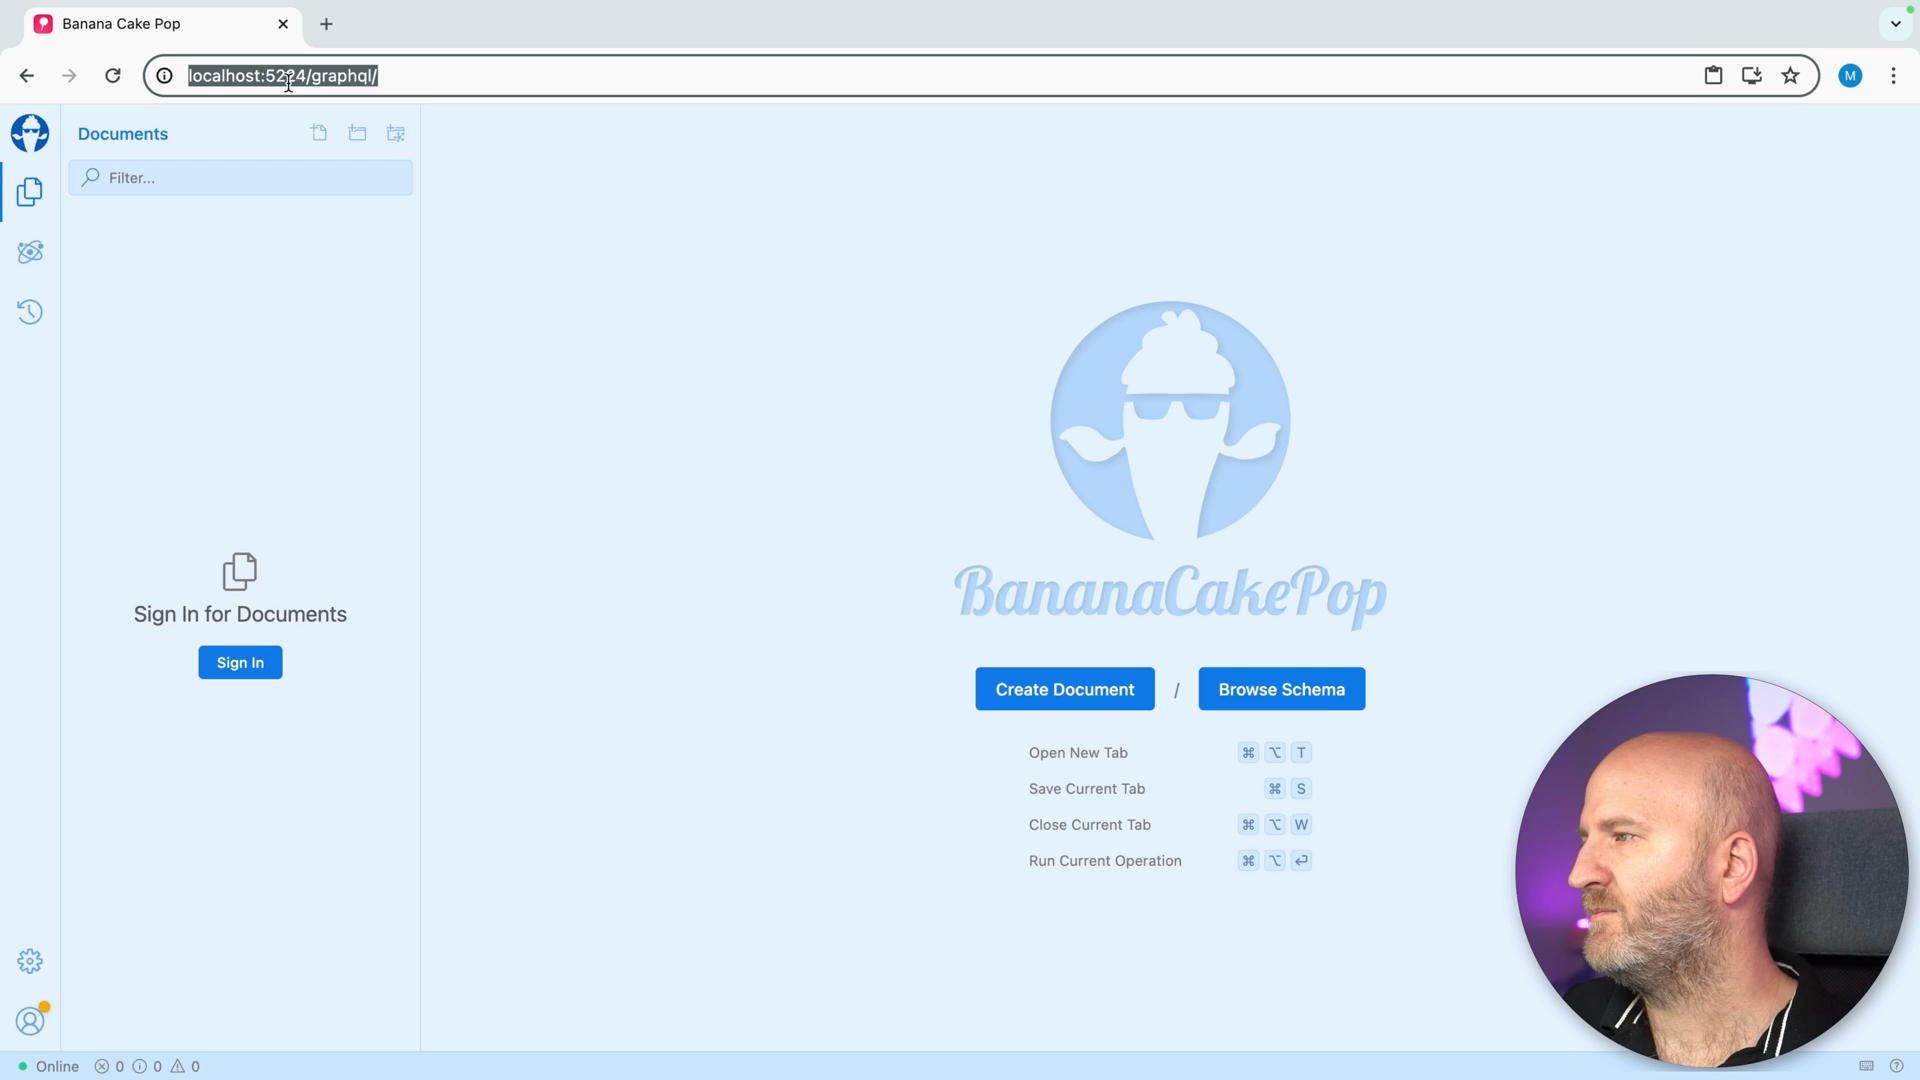 Banana Cake Pop
localhost:5224/graphql/
M
Documents
Filter...
Sign In for Documents
Sign In
BananaCakePop
Create Document / Browse Schema
Open New Tab ⌘ ⌥ T
Save Current Tab ⌘ S
Close Current Tab ⌘ ⌥ W
Run Current Operation ⌘ ⌥ ⏎
Online 0 0 0